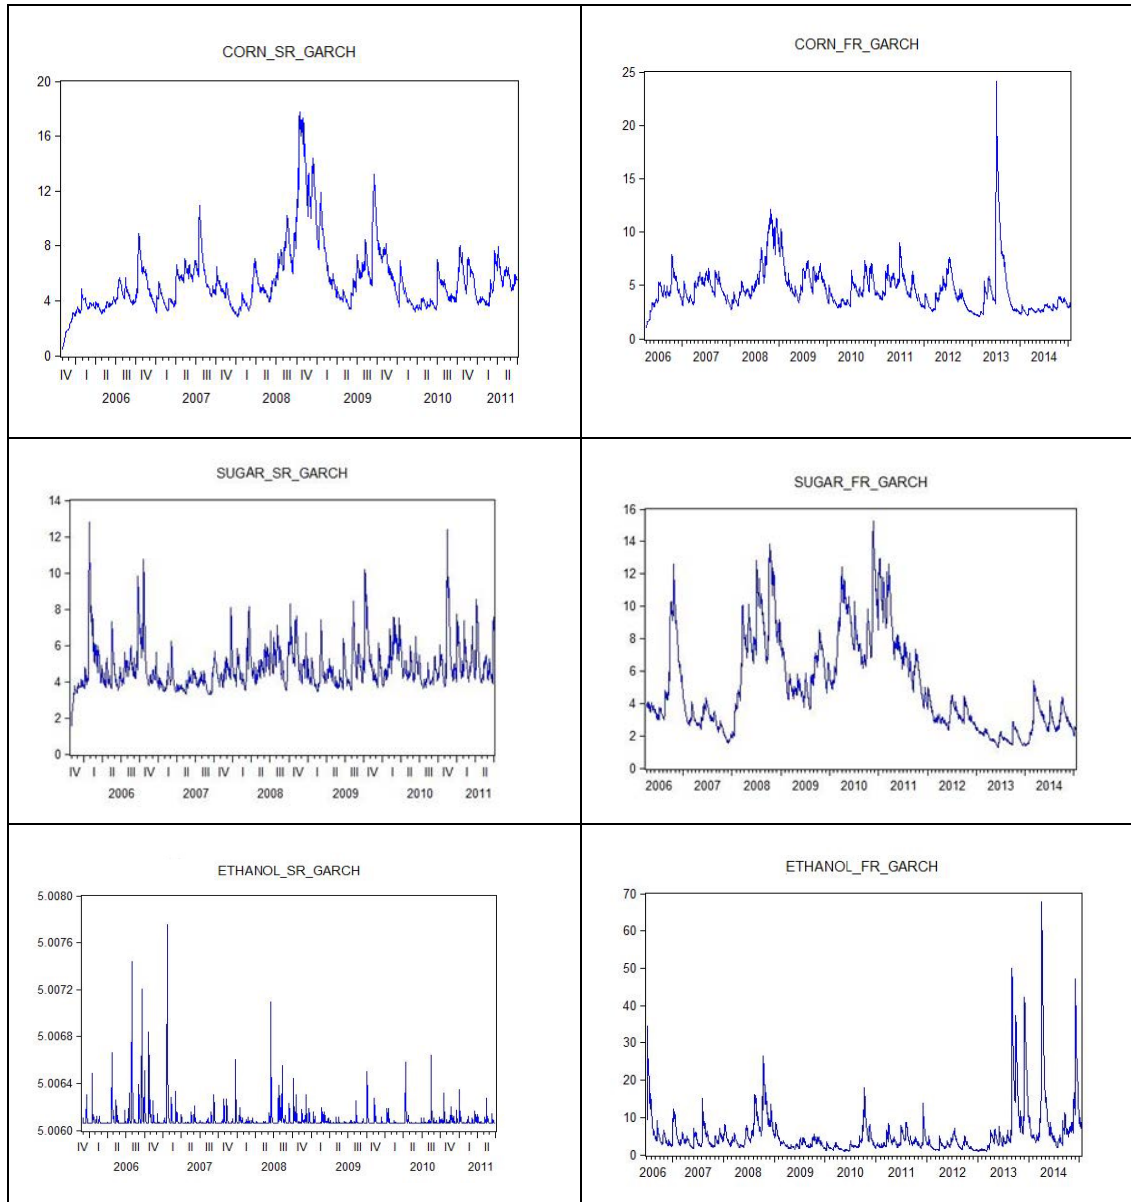 CORN_SR_GARCH
20
16
12
8
4
0
IV I II III IV I II III IV I II III IV I II III IV I II III IV I II
2006 2007 2008 2009 2010 2011
CORN_FR_GARCH
25
20
15
10
5
0
2006 2007 2008 2009 2010 2011 2012 2013 2014
SUGAR_SR_GARCH
14
12
10
8
6
4
2
0
IV I II III IV I II III IV I II III IV I II III IV I II III IV I II
2006 2007 2008 2009 2010 2011
SUGAR_FR_GARCH
16
14
12
10
8
6
4
2
0
2006 2007 2008 2009 2010 2011 2012 2013 2014
ETHANOL_SR_GARCH
5.0080
5.0076
5.0072
5.0068
5.0064
5.0060
IV I II III IV I II III IV I II III IV I II III IV I II III IV I II
2006 2007 2008 2009 2010 2011
ETHANOL_FR_GARCH
70
60
50
40
30
20
10
0
2006 2007 2008 2009 2010 2011 2012 2013 2014